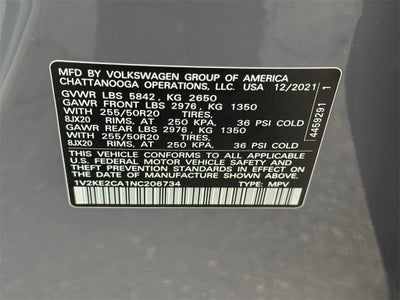 MFD BY VOLKSWAGEN GROUP OF AMERICA
CHATTANOOGA OPERATIONS, LLC. USA 12/2021
GVWR LBS 5842, KG 2650
GAWR FRONT LBS 2976, KG 1350
WITH 255/50R20 TIRES,
8JX20 RIMS, AT 250 KPA, 36 PSI COLD
GAWR REAR LBS 2976, KG 1350
WITH 255/50R20 TIRES,
8JX20 RIMS, AT 250 KPA, 36 PSI COLD
THIS VEHICLE CONFORMS TO ALL APPLICABLE
U.S. FEDERAL MOTOR VEHICLE SAFETY AND
THEFT PREVENTION STANDARDS IN EFFECT
ON THE DATE OF MANUFACTURE SHOWN ABOVE.
1V2KE2CA1NC206734 TYPE: MPV
4459291 1